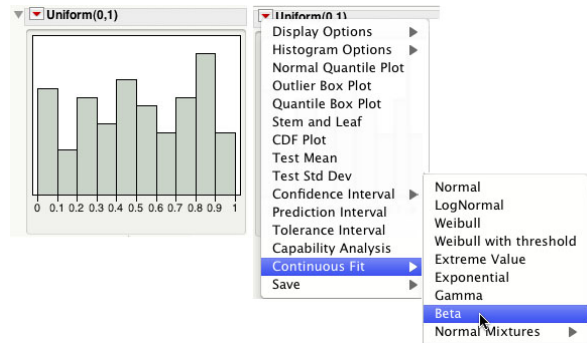 Uniform(0,1)
0 0.1 0.2 0.3 0.4 0.5 0.6 0.7 0.8 0.9 1
Uniform(0,1)
Display Options
Histogram Options
Normal Quantile Plot
Outlier Box Plot
Quantile Box Plot
Stem and Leaf
CDF Plot
Test Mean
Test Std Dev
Confidence Interval
Prediction Interval
Tolerance Interval
Capability Analysis
Continuous Fit
Save
Normal
LogNormal
Weibull
Weibull with threshold
Extreme Value
Exponential
Gamma
Beta
Normal Mixtures